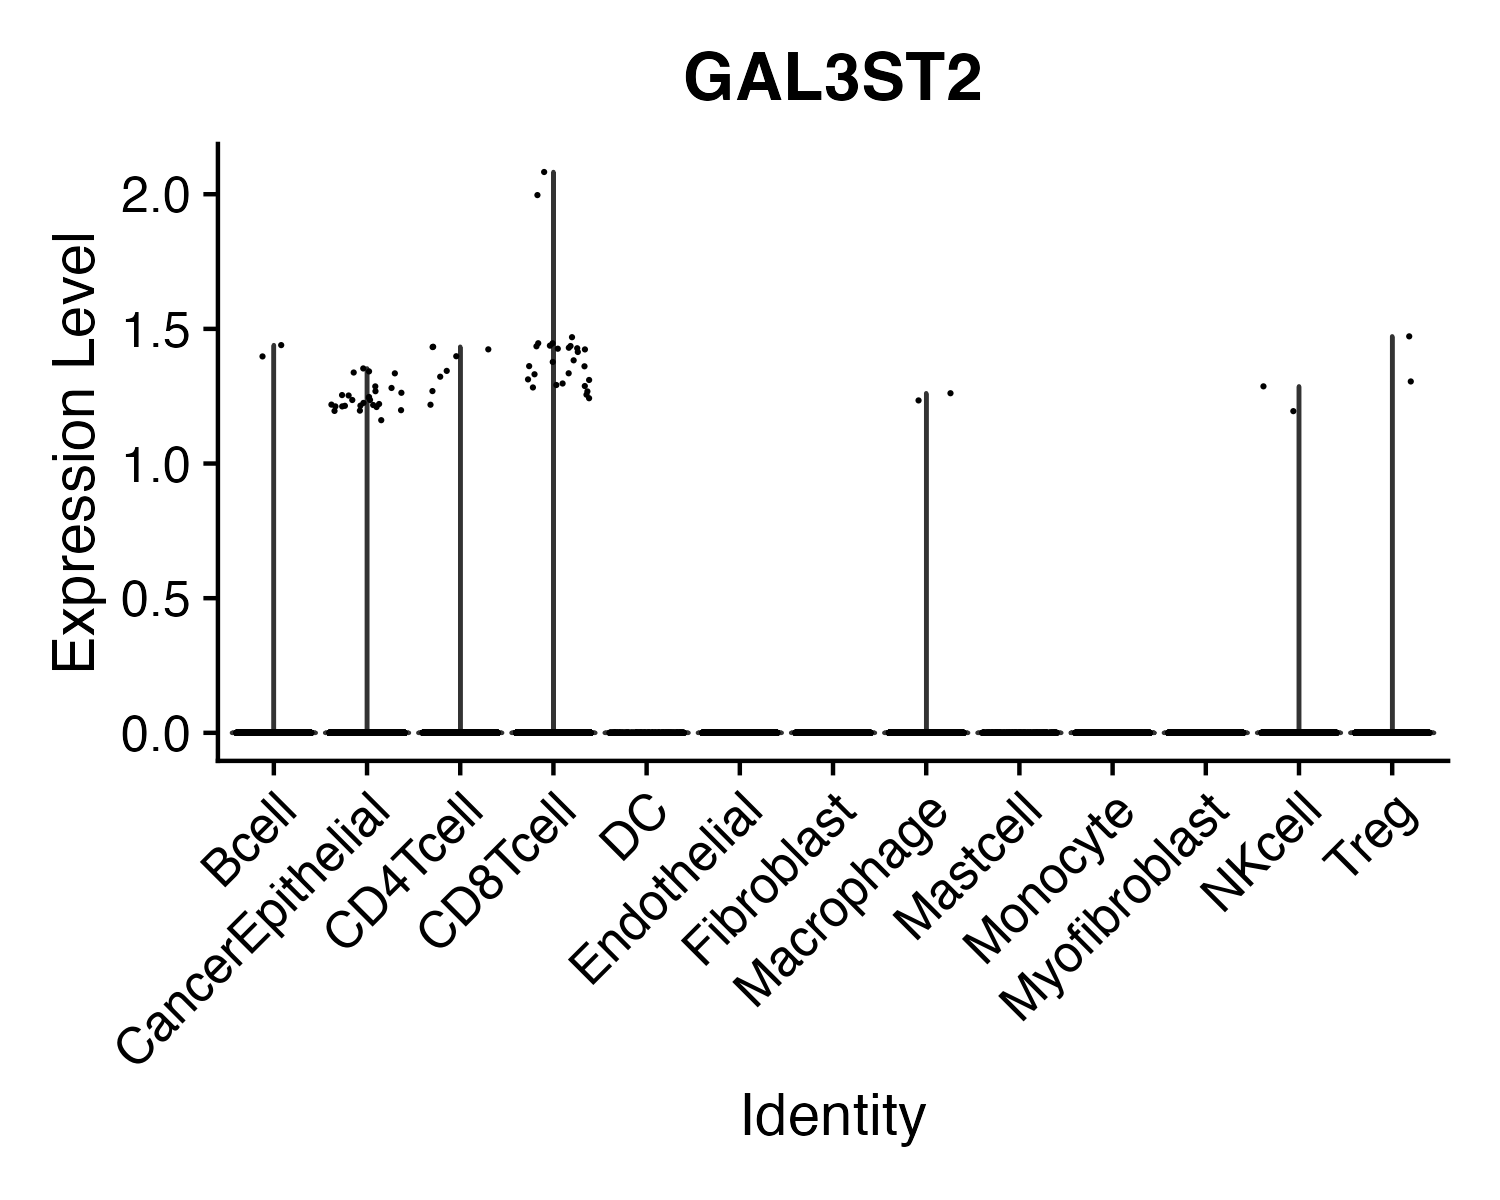 GAL3ST2
Expression Level
2.0
1.5
1.0
0.5
0.0
Bcell
CancerEpithelial
CD4Tcell
CD8Tcell
DC
Endothelial
Fibroblast
Macrophage
Mastcell
Monocyte
Myofibroblast
NKcell
Treg
Identity